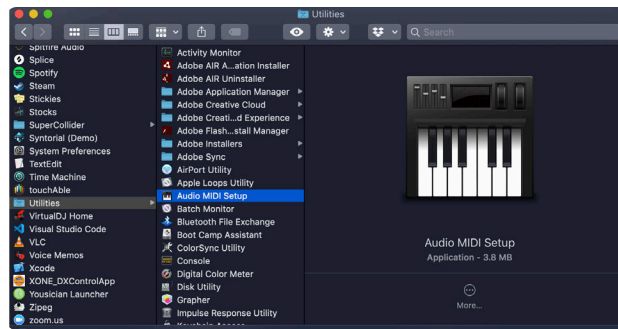 Utilities
Search
Spitfire Audio
Splice
Spotify
Steam
Stickies
Stocks
SuperCollider
Syntorial (Demo)
System Preferences
TextEdit
Time Machine
touchAble
Utilities
VirtualDJ Home
Visual Studio Code
VLC
Voice Memos
Xcode
XONE_DXControlApp
Yousician Launcher
Zipeg
zoom.us
Activity Monitor
Adobe AIR A...ation Installer
Adobe AIR Uninstaller
Adobe Application Manager
Adobe Creative Cloud
Adobe Creati...d Experience
Adobe Flash...stall Manager
Adobe Installers
Adobe Sync
AirPort Utility
Apple Loops Utility
Audio MIDI Setup
Batch Monitor
Bluetooth File Exchange
Boot Camp Assistant
ColorSync Utility
Console
Digital Color Meter
Disk Utility
Grapher
Impulse Response Utility
Keychain Access
Audio MIDI Setup
Application - 3.8 MB
More...